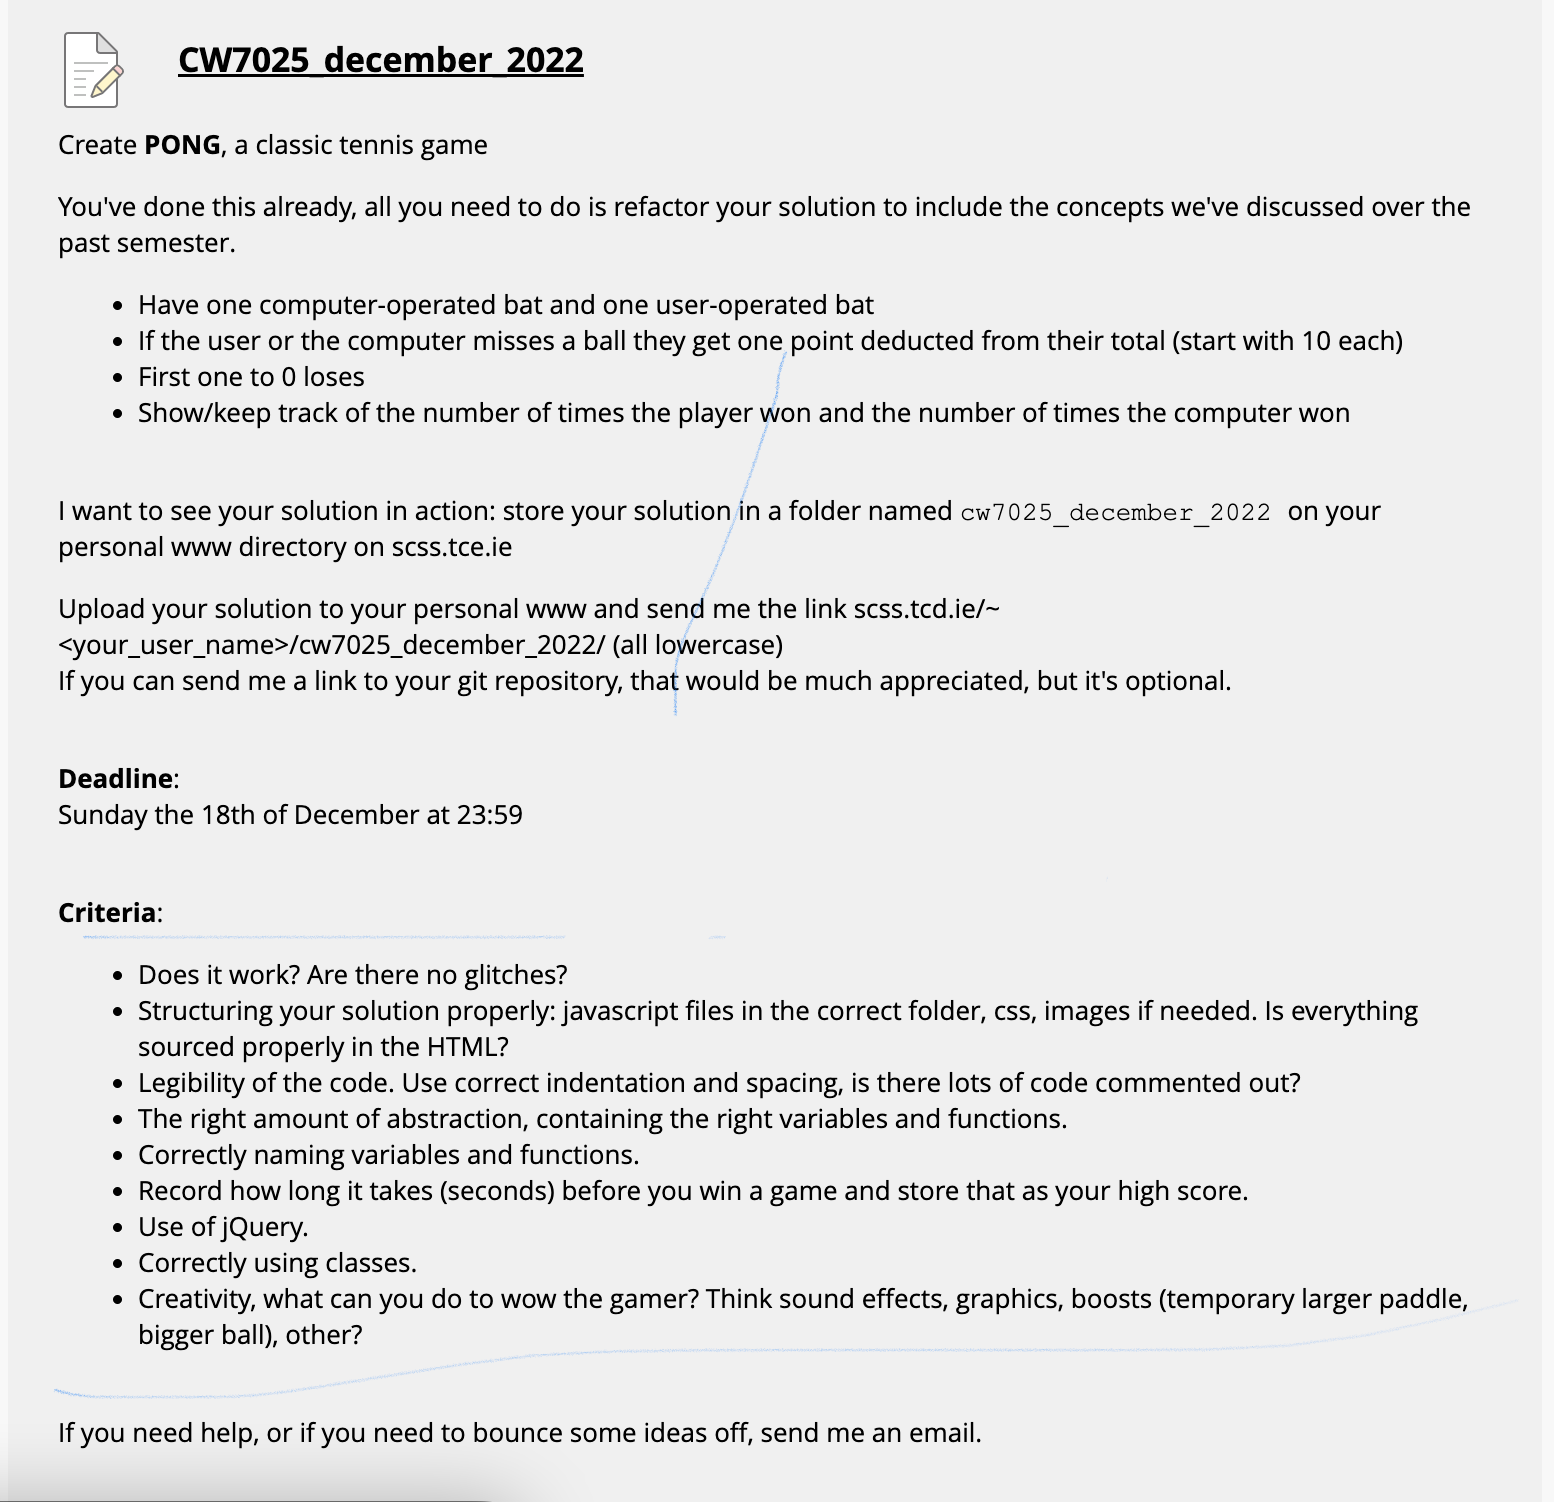 CW7025_december_2022
Create PONG, a classic tennis game
You've done this already, all you need to do is refactor your solution to include the concepts we've discussed over the
past semester.
• Have one computer-operated bat and one user-operated bat
• If the user or the computer misses a ball they get one point deducted from their total (start with 10 each)
• First one to 0 loses
• Show/keep track of the number of times the player won and the number of times the computer won
I want to see your solution in action: store your solution in a folder named cw7025_december_2022 on your
personal www directory on scss.tce.ie
Upload your solution to your personal www and send me the link scss.tcd.ie/~
<your_user_name>/cw7025_december_2022/ (all lowercase)
If you can send me a link to your git repository, that would be much appreciated, but it's optional.
Deadline:
Sunday the 18th of December at 23:59
Criteria:
• Does it work? Are there no glitches?
• Structuring your solution properly: javascript files in the correct folder, css, images if needed. Is everything
sourced properly in the HTML?
• Legibility of the code. Use correct indentation and spacing, is there lots of code commented out?
• The right amount of abstraction, containing the right variables and functions.
• Correctly naming variables and functions.
• Record how long it takes (seconds) before you win a game and store that as your high score.
• Use of jQuery.
• Correctly using classes.
• Creativity, what can you do to wow the gamer? Think sound effects, graphics, boosts (temporary larger paddle,
bigger ball), other?
If you need help, or if you need to bounce some ideas off, send me an email.